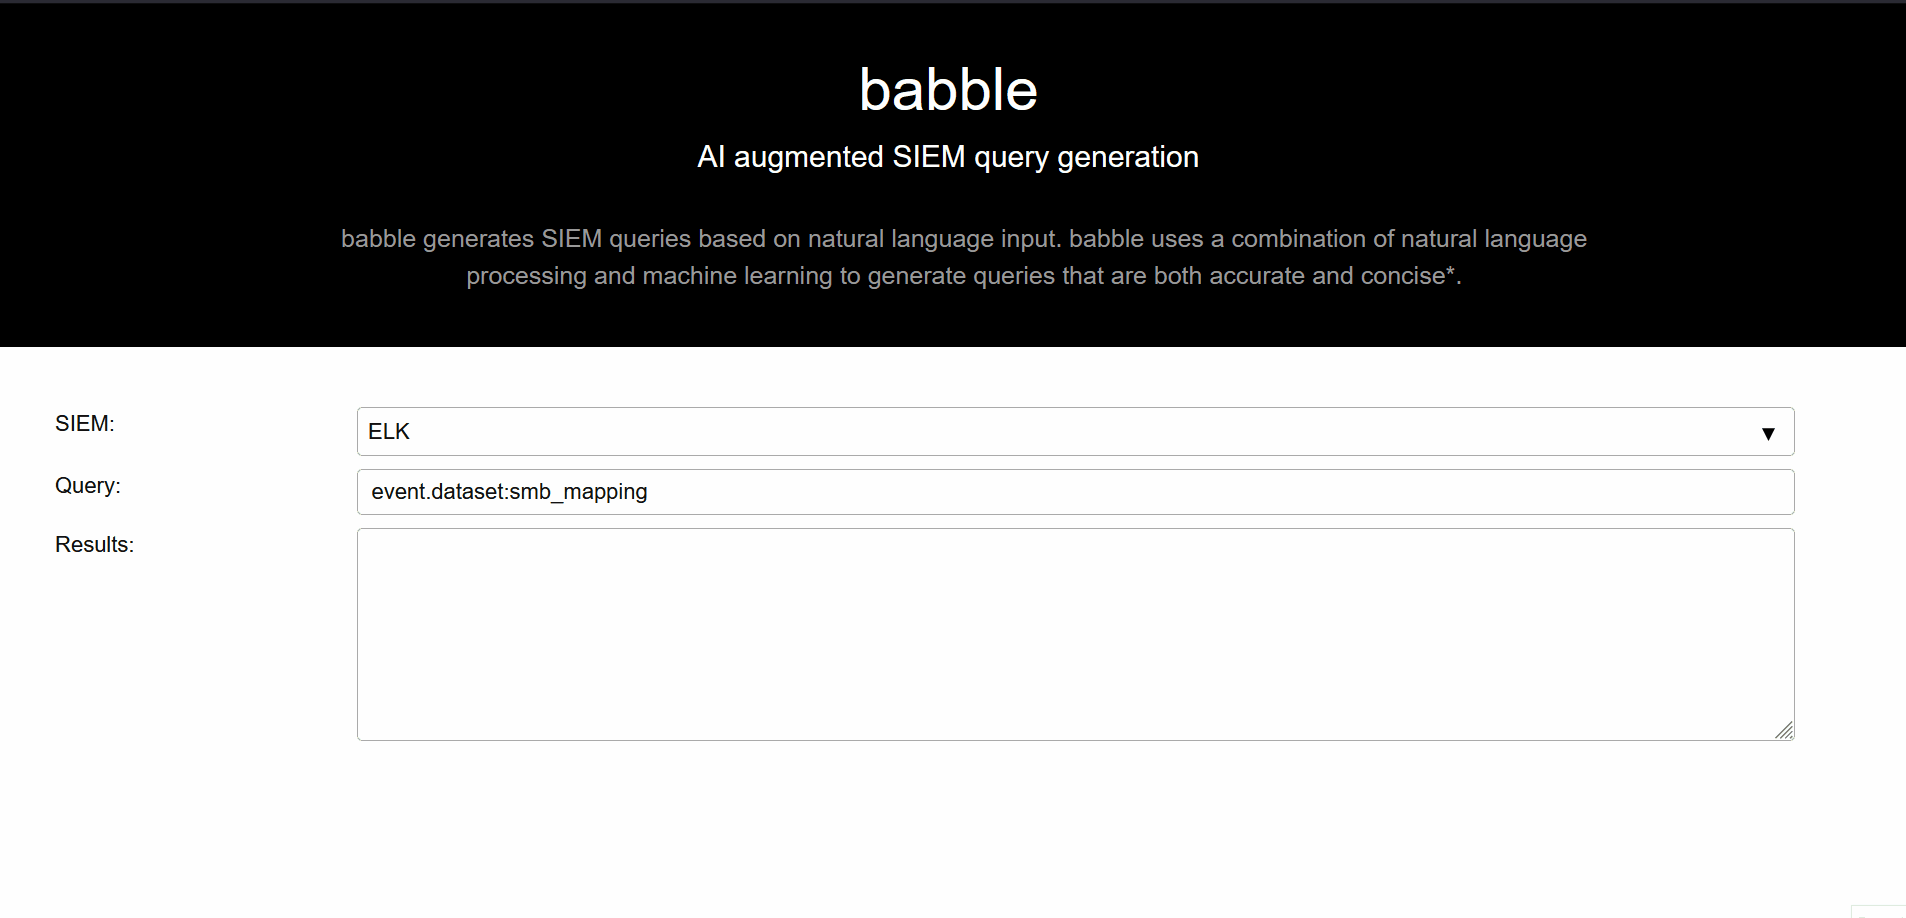 babble
AI augmented SIEM query generation
babble generates SIEM queries based on natural language input. babble uses a combination of natural language
processing and machine learning to generate queries that are both accurate and concise*.
SIEM:
ELK
Query:
event.dataset:smb_mapping
Results: